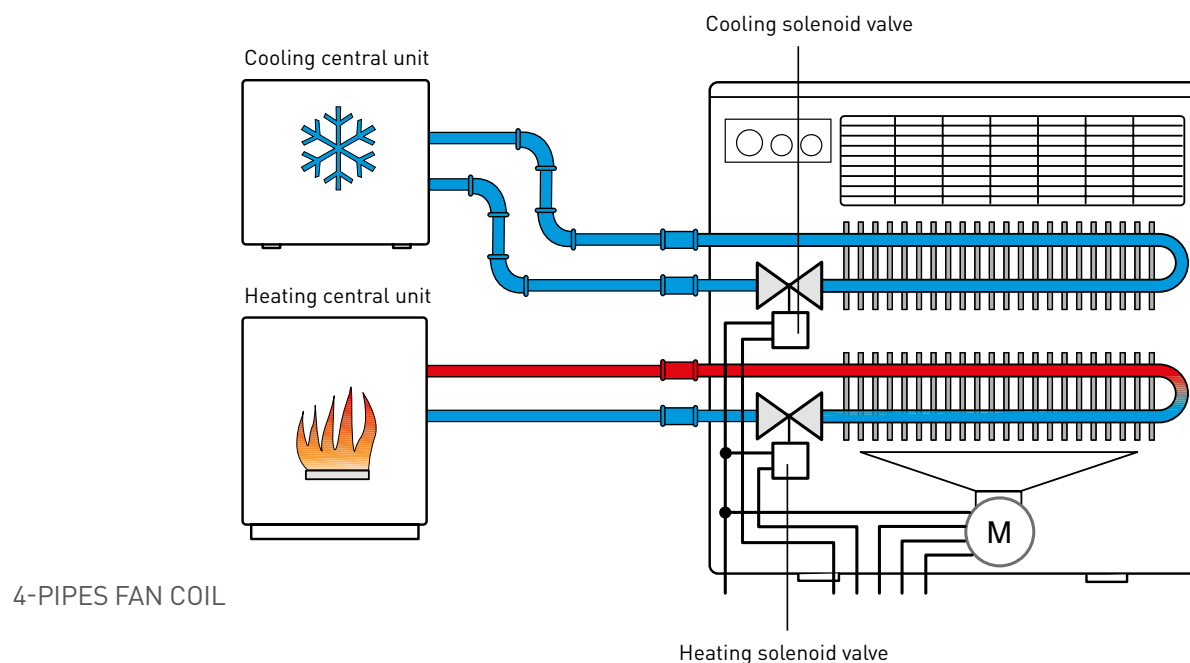 Cooling solenoid valve
Cooling central unit
Heating central unit
M
4-PIPES FAN COIL
Heating solenoid valve